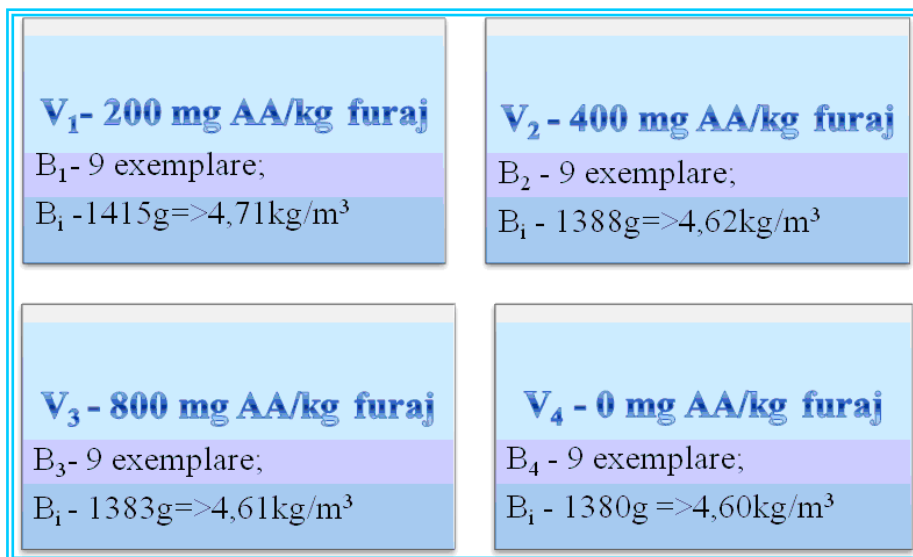 V₁- 200 mg AA/kg furaj
B₁- 9 exemplare;
Bᵢ -1415g=>4,71kg/m³
V₂ - 400 mg AA/kg furaj
B₂ - 9 exemplare;
Bᵢ - 1388g=>4,62kg/m³
V₃ - 800 mg AA/kg furaj
B₃- 9 exemplare;
Bᵢ - 1383g=>4,61kg/m³
V₄ - 0 mg AA/kg furaj
B₄ - 9 exemplare;
Bᵢ - 1380g =>4,60kg/m³